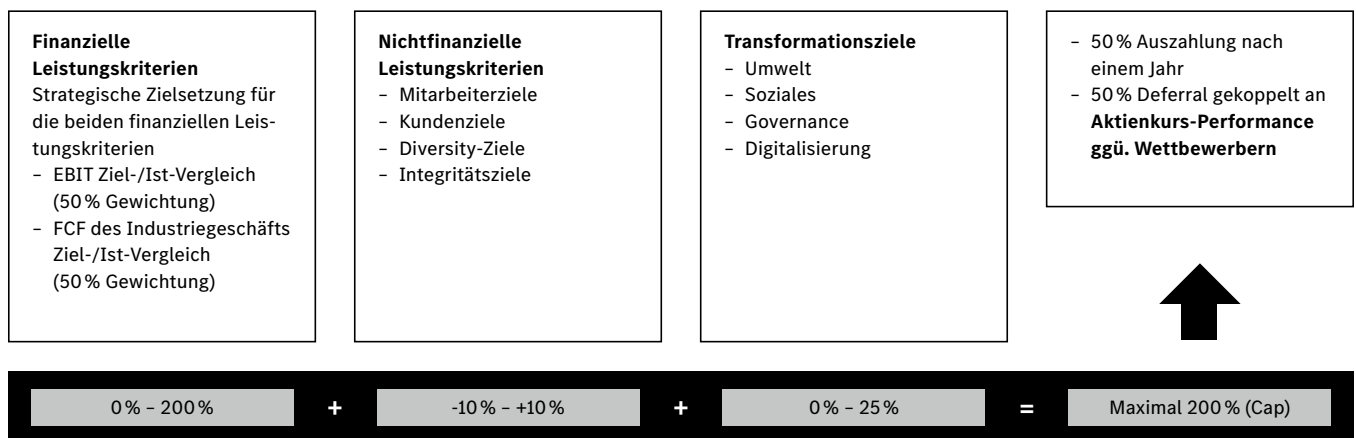 Finanzielle
Leistungskriterien
Strategische Zielsetzung für
die beiden finanziellen Leis-
tungskriterien
– EBIT Ziel-/Ist-Vergleich
(50 % Gewichtung)
– FCF des Industriegeschäfts
Ziel-/Ist-Vergleich
(50 % Gewichtung)
Nichtfinanzielle
Leistungskriterien
– Mitarbeiterziele
– Kundenziele
– Diversity-Ziele
– Integritätsziele
Transformationsziele
– Umwelt
– Soziales
– Governance
– Digitalisierung
– 50 % Auszahlung nach
einem Jahr
– 50 % Deferral gekoppelt an
Aktienkurs-Performance
ggü. Wettbewerbern
0 % – 200 % + -10 % – +10 % + 0 % – 25 % = Maximal 200 % (Cap)